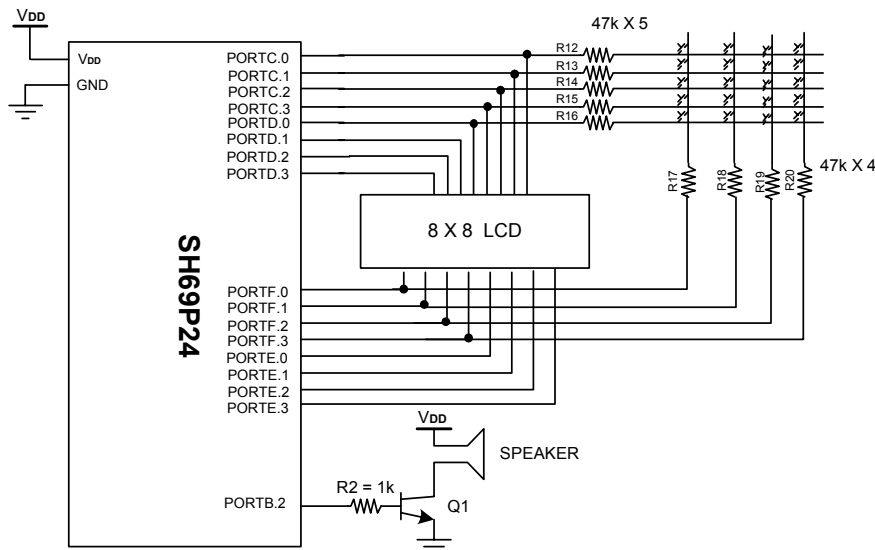 VDD
VDD
GND
SH69P24
PORTC.0
PORTC.1
PORTC.2
PORTC.3
PORTD.0
PORTD.1
PORTD.2
PORTD.3
47k X 5
R12
R13
R14
R15
R16
R17
R18
R19
R20
47k X 4
8 X 8 LCD
PORTF.0
PORTF.1
PORTF.2
PORTF.3
PORTE.0
PORTE.1
PORTE.2
PORTE.3
VDD
SPEAKER
PORTB.2
R2 = 1k
Q1